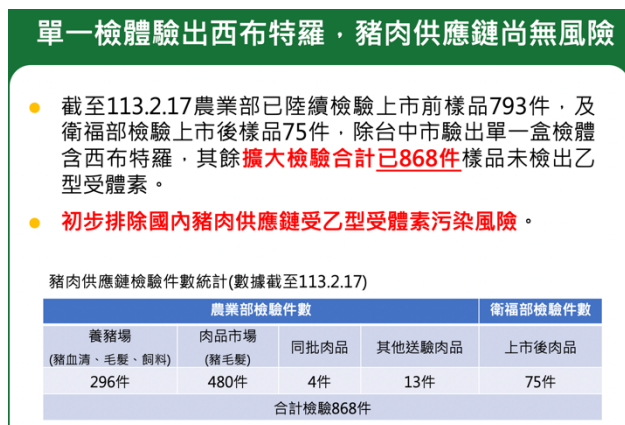 單一檢體驗出西布特羅，豬肉供應鏈尚無風險
截至113.2.17農業部已陸續檢驗上市前樣品793件，及
衛福部檢驗上市後樣品75件，除台中市驗出單一盒檢體
含西布特羅，其餘擴大檢驗合計已868件樣品未檢出乙
型受體素。
初步排除國內豬肉供應鏈受乙型受體素污染風險。
豬肉供應鏈檢驗件數統計(數據截至113.2.17)
農業部檢驗件數 衛福部檢驗件數
養豬場 肉品市場 同批肉品 其他送驗肉品 上市後肉品
(豬血清、毛髮、飼料) (豬毛髮)
296件 480件 4件 13件 75件
合計檢驗868件